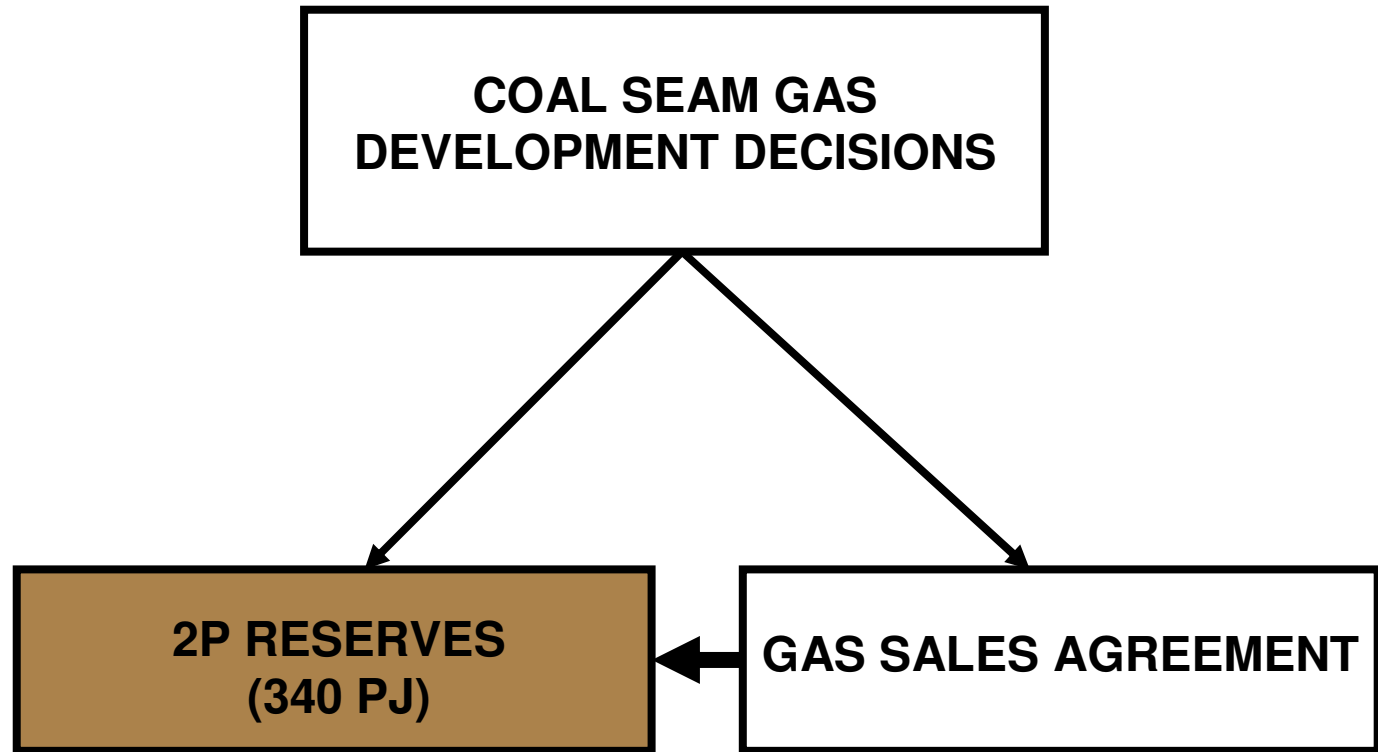 COAL SEAM GAS
DEVELOPMENT DECISIONS
2P RESERVES
(340 PJ)
GAS SALES AGREEMENT